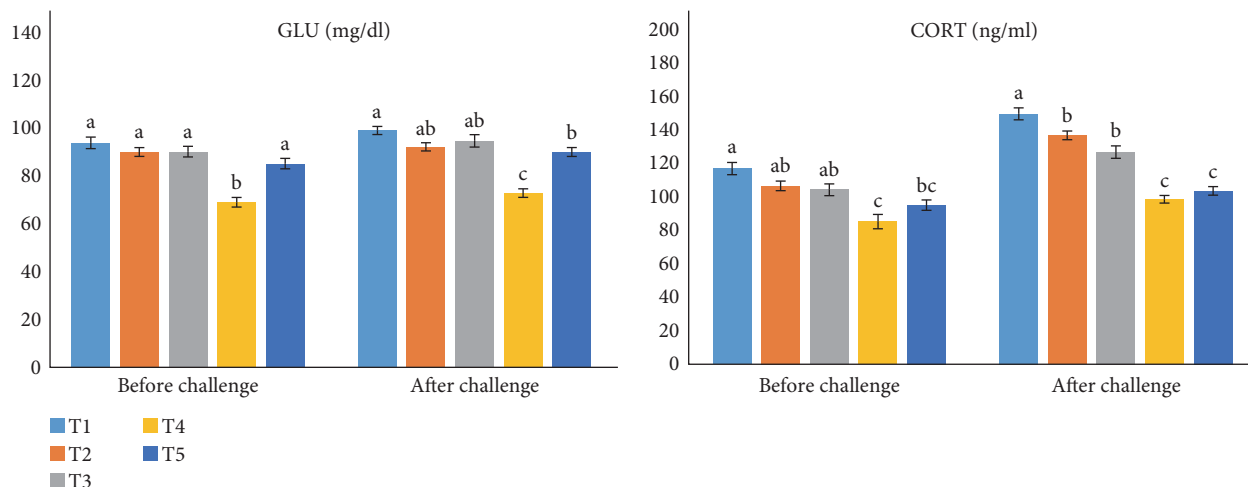 GLU (mg/dl)
140
120
100
80
60
40
20
0
a
a
a
b
a
a
ab
ab
c
b
Before challenge
After challenge
CORT (ng/ml)
200
180
160
140
120
100
80
60
40
20
0
a
ab
ab
c
bc
a
b
b
c
c
Before challenge
After challenge
T1
T2
T3
T4
T5